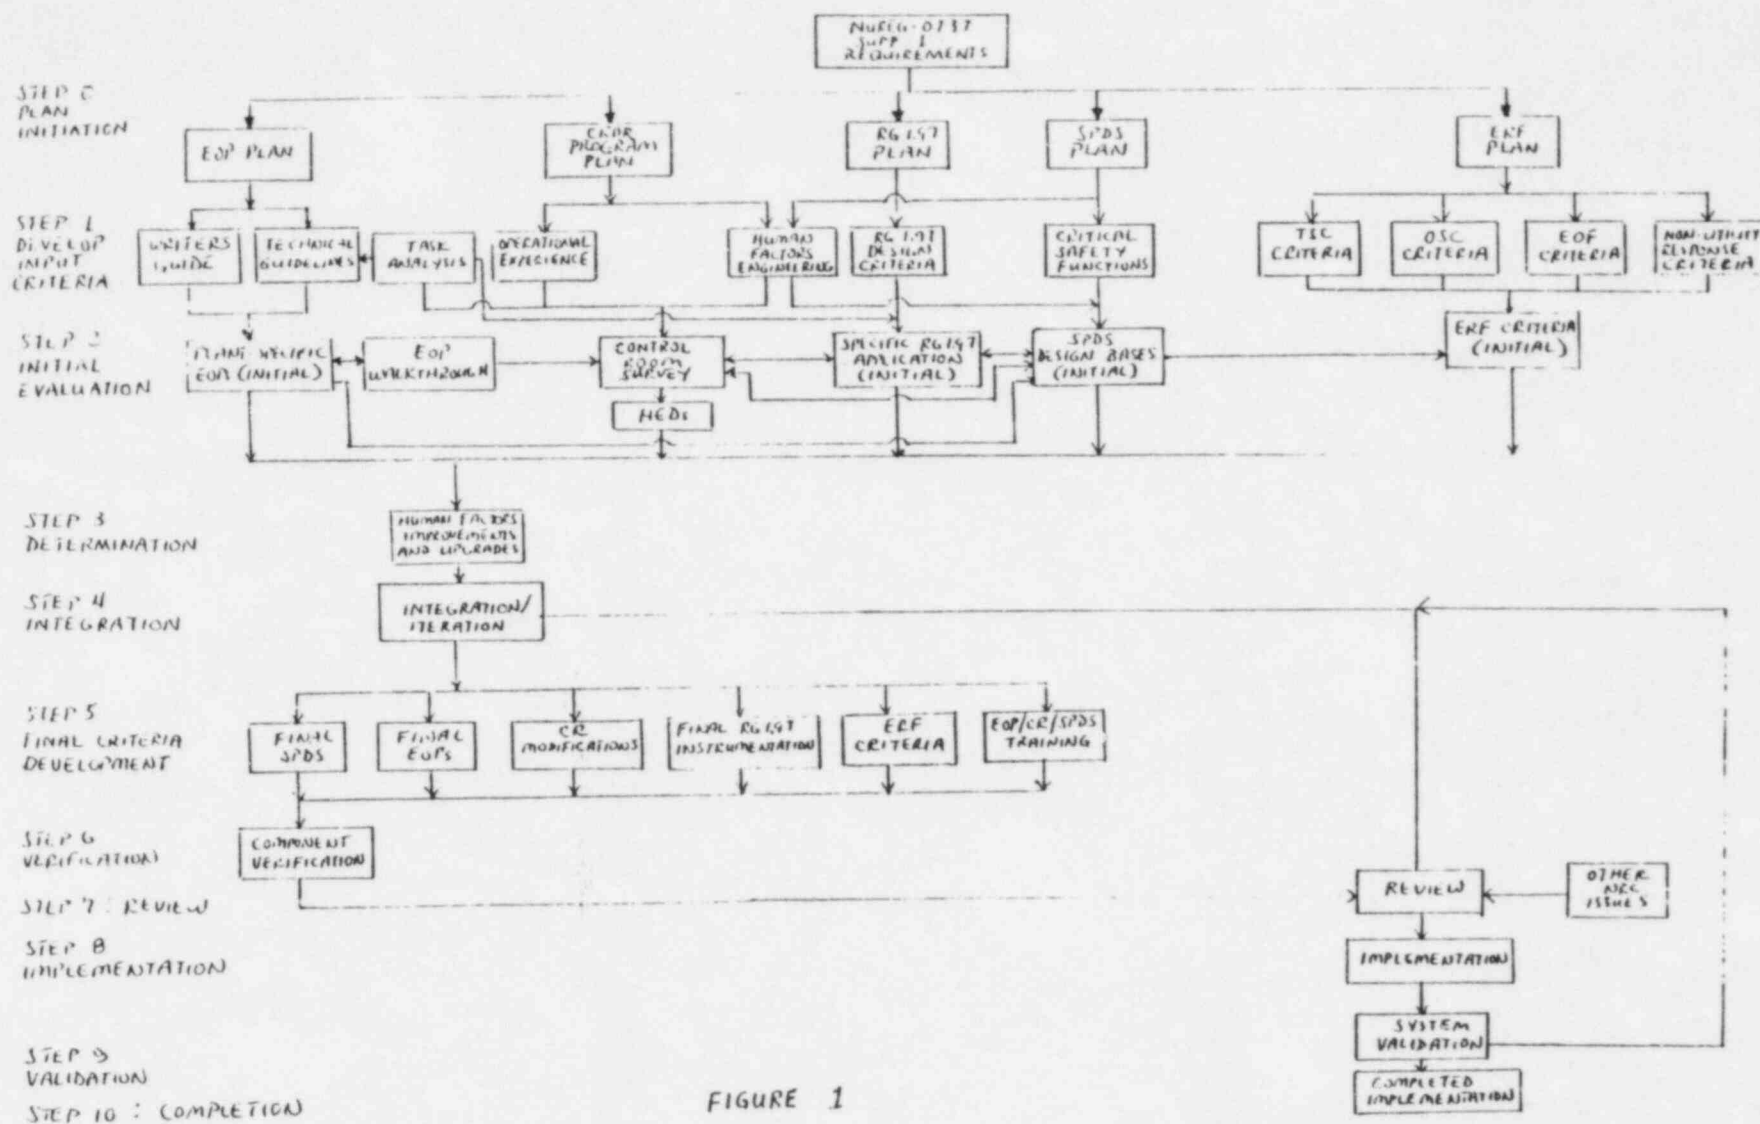 NUREG-0737
SUPP 1
REQUIREMENTS
STEP 0
PLAN
INITIATION
EOP PLAN
CRDR
PROGRAM
PLAN
RG 1.97
PLAN
SPDS
PLAN
ERF
PLAN
STEP 1
DEVELOP
INPUT
CRITERIA
WRITERS
GUIDE
TECHNICAL
GUIDELINES
TASK
ANALYSIS
OPERATIONAL
EXPERIENCE
HUMAN
FACTORS
ENGINEERING
RG 1.97
DESIGN
CRITERIA
CRITICAL
SAFETY
FUNCTIONS
TSC
CRITERIA
OSC
CRITERIA
EOF
CRITERIA
NON-UTILITY
RESPONSE
CRITERIA
STEP 2
INITIAL
EVALUATION
PLANT SPECIFIC
EOPs (INITIAL)
EOP
WALKTHROUGH
CONTROL
ROOM
SURVEY
SPECIFIC RG 1.97
APPLICATION
(INITIAL)
SPDS
DESIGN BASES
(INITIAL)
ERF CRITERIA
(INITIAL)
HEDs
STEP 3
DETERMINATION
HUMAN FACTORS
IMPROVEMENTS
AND UPGRADES
STEP 4
INTEGRATION
INTEGRATION/
ITERATION
STEP 5
FINAL CRITERIA
DEVELOPMENT
FINAL
SPDS
FINAL
EOPs
CR
MODIFICATIONS
FINAL RG 1.97
INSTRUMENTATION
ERF
CRITERIA
EOP/CR/SPDS
TRAINING
STEP 6
VERIFICATION
COMPONENT
VERIFICATION
STEP 7: REVIEW
REVIEW
OTHER
NRC
ISSUES
STEP 8
IMPLEMENTATION
IMPLEMENTATION
STEP 9
VALIDATION
SYSTEM
VALIDATION
STEP 10: COMPLETION
COMPLETED
IMPLEMENTATION
FIGURE 1